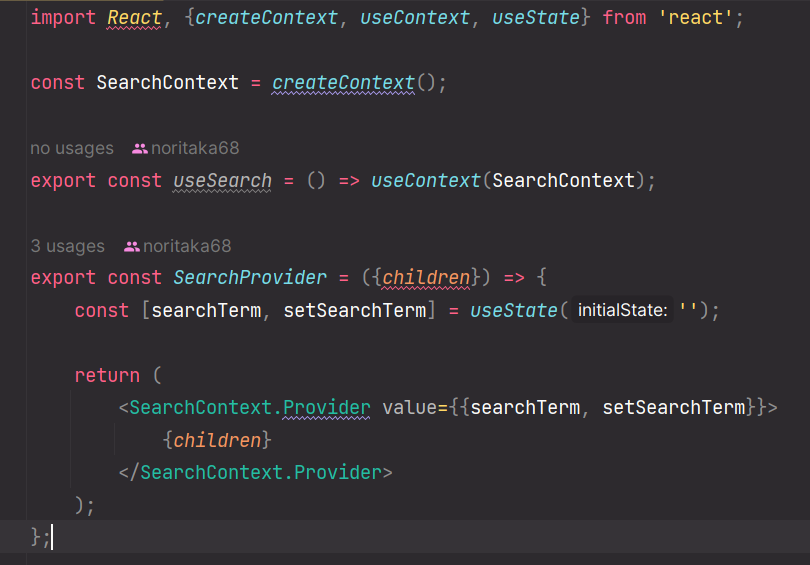 import React, {createContext, useContext, useState} from 'react';
const SearchContext = createContext();
no usages noritaka68
export const useSearch = () => useContext(SearchContext);
3 usages noritaka68
export const SearchProvider = ({children}) => {
const [searchTerm, setSearchTerm] = useState( initialState: '');
return (
<SearchContext.Provider value={{searchTerm, setSearchTerm}}>
{children}
</SearchContext.Provider>
);
};